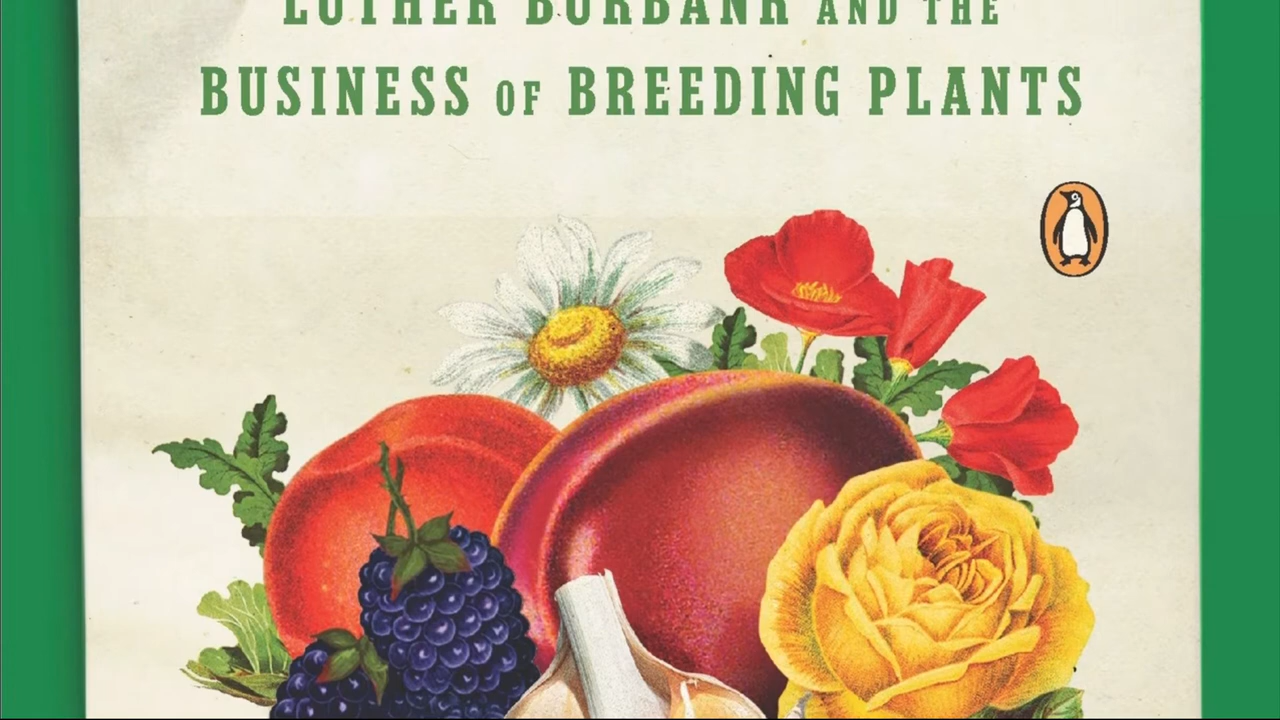 LUTHER BURBANK AND THE
BUSINESS OF BREEDING PLANTS